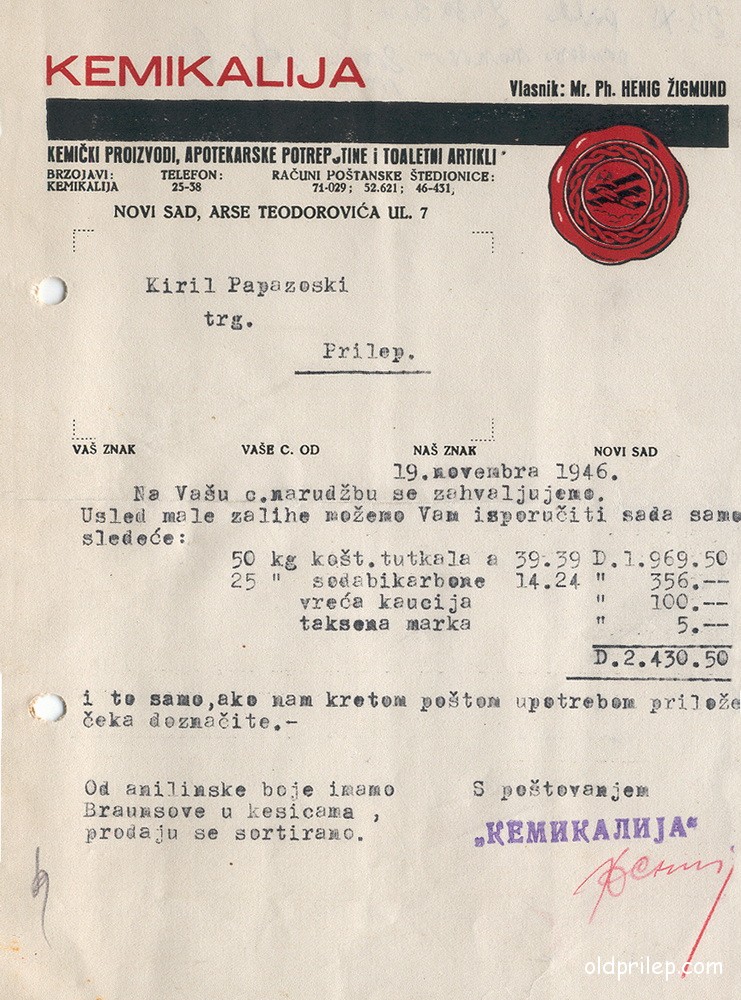 KEMIKALIJA
Vlasnik: Mr. Ph. HENIG ŽIGMUND
KEMIČKI PROIZVODI, APOTEKARSKE POTREPŠTINE i TOALETNI ARTIKLI
BRZOJAVI: TELEFON: RAČUNI POŠTANSKE ŠTEDIONICE:
KEMIKALIJA 25-38 71-029; 52.621; 46-431,
NOVI SAD, ARSE TEODOROVIĆA UL. 7
Kiril Papazoski
trg.
Prilep.
VAŠ ZNAK VAŠE C. OD NAŠ ZNAK NOVI SAD
19.novembra 1946.
Na Vašu c.narudžbu se zahvaljujemo.
Usled male zalihe možemo Vam isporučiti sada samo
sledeće:
50 kg košt.tutkala a 39.39 D.1.969.50
25 " sodabikarbone 14.24 " 356.--
vreća kaucija " 100.--
taksena marka " 5.--
D.2.430.50
i to samo,ako nam kretom poštom upotrebom prilože
čeka doznačite.-
Od anilinske boje imamo
Braunsove u kesicama ,
prodaju se sortirano.
S poštovanjem
„КЕМИКАЛИЈА"
oldprilep.com